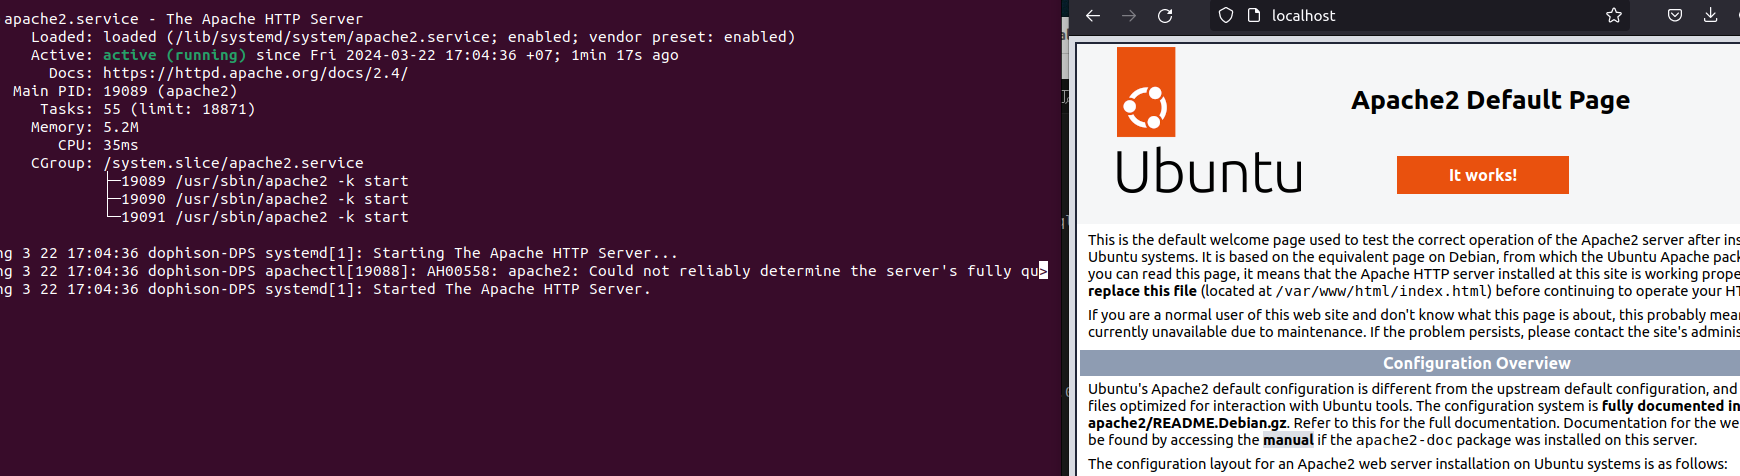 apache2.service - The Apache HTTP Server
Loaded: loaded (/lib/systemd/system/apache2.service; enabled; vendor preset: enabled)
Active: active (running) since Fri 2024-03-22 17:04:36 +07; 1min 17s ago
Docs: https://httpd.apache.org/docs/2.4/
Main PID: 19089 (apache2)
Tasks: 55 (limit: 18871)
Memory: 5.2M
CPU: 35ms
CGroup: /system.slice/apache2.service
├─19089 /usr/sbin/apache2 -k start
├─19090 /usr/sbin/apache2 -k start
└─19091 /usr/sbin/apache2 -k start
ng 3 22 17:04:36 dophison-DPS systemd[1]: Starting The Apache HTTP Server...
ng 3 22 17:04:36 dophison-DPS apachectl[19088]: AH00558: apache2: Could not reliably determine the server's fully qu>
ng 3 22 17:04:36 dophison-DPS systemd[1]: Started The Apache HTTP Server.
localhost
Apache2 Default Page
Ubuntu
It works!
This is the default welcome page used to test the correct operation of the Apache2 server after ins
Ubuntu systems. It is based on the equivalent page on Debian, from which the Ubuntu Apache pack
you can read this page, it means that the Apache HTTP server installed at this site is working prope
replace this file (located at /var/www/html/index.html) before continuing to operate your HT
If you are a normal user of this web site and don't know what this page is about, this probably mean
currently unavailable due to maintenance. If the problem persists, please contact the site's adminis
Configuration Overview
Ubuntu's Apache2 default configuration is different from the upstream default configuration, and
files optimized for interaction with Ubuntu tools. The configuration system is fully documented in
apache2/README.Debian.gz. Refer to this for the full documentation. Documentation for the we
be found by accessing the manual if the apache2-doc package was installed on this server.
The configuration layout for an Apache2 web server installation on Ubuntu systems is as follows: